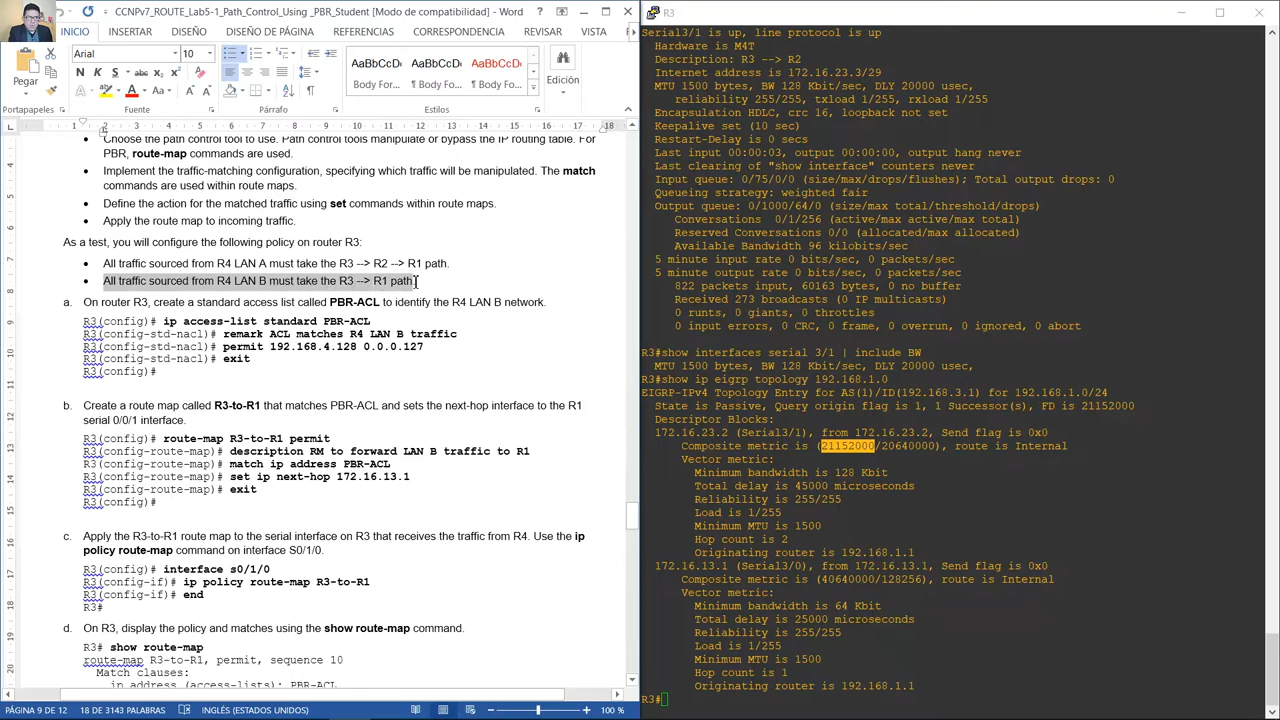 CCNPv7_ROUTE_Lab5-1_Path_Control_Using _PBR_Student [Modo de compatibilidad] - Word
INICIO INSERTAR DISEÑO DISEÑO DE PÁGINA REFERENCIAS CORRESPONDENCIA REVISAR VISTA
Pegar
Portapapeles
Arial 10
N K S abc x₂ x²
Fuente
Párrafo
AaBbCcDc AaBbCcDc AaBbCcDc
Body For... Body For... Body For...
Estilos
Edición
1 1 2 3 4 5 6 7 8 9 10 11 12 13 14 15 16 17 18
Choose the path control tool to use. Path control tools manipulate or bypass the IP routing table. For
PBR, route-map commands are used.
• Implement the traffic-matching configuration, specifying which traffic will be manipulated. The match
commands are used within route maps.
• Define the action for the matched traffic using set commands within route maps.
• Apply the route map to incoming traffic.
As a test, you will configure the following policy on router R3:
• All traffic sourced from R4 LAN A must take the R3 --> R2 --> R1 path.
• All traffic sourced from R4 LAN B must take the R3 --> R1 path
a. On router R3, create a standard access list called PBR-ACL to identify the R4 LAN B network.
R3(config)# ip access-list standard PBR-ACL
R3(config-std-nacl)# remark ACL matches R4 LAN B traffic
R3(config-std-nacl)# permit 192.168.4.128 0.0.0.127
R3(config-std-nacl)# exit
R3(config)#
b. Create a route map called R3-to-R1 that matches PBR-ACL and sets the next-hop interface to the R1
serial 0/0/1 interface.
R3(config)# route-map R3-to-R1 permit
R3(config-route-map)# description RM to forward LAN B traffic to R1
R3(config-route-map)# match ip address PBR-ACL
R3(config-route-map)# set ip next-hop 172.16.13.1
R3(config-route-map)# exit
R3(config)#
c. Apply the R3-to-R1 route map to the serial interface on R3 that receives the traffic from R4. Use the ip
policy route-map command on interface S0/1/0.
R3(config)# interface s0/1/0
R3(config-if)# ip policy route-map R3-to-R1
R3(config-if)# end
R3#
d. On R3, display the policy and matches using the show route-map command.
R3# show route-map
route-map R3-to-R1, permit, sequence 10
Match clauses:
ip address (access-lists): PBR-ACL
PÁGINA 9 DE 12 18 DE 3143 PALABRAS INGLÉS (ESTADOS UNIDOS) 100 %
R3
Serial3/1 is up, line protocol is up
Hardware is M4T
Description: R3 --> R2
Internet address is 172.16.23.3/29
MTU 1500 bytes, BW 128 Kbit/sec, DLY 20000 usec,
reliability 255/255, txload 1/255, rxload 1/255
Encapsulation HDLC, crc 16, loopback not set
Keepalive set (10 sec)
Restart-Delay is 0 secs
Last input 00:00:03, output 00:00:00, output hang never
Last clearing of "show interface" counters never
Input queue: 0/75/0/0 (size/max/drops/flushes); Total output drops: 0
Queueing strategy: weighted fair
Output queue: 0/1000/64/0 (size/max total/threshold/drops)
Conversations 0/1/256 (active/max active/max total)
Reserved Conversations 0/0 (allocated/max allocated)
Available Bandwidth 96 kilobits/sec
5 minute input rate 0 bits/sec, 0 packets/sec
5 minute output rate 0 bits/sec, 0 packets/sec
822 packets input, 60163 bytes, 0 no buffer
Received 273 broadcasts (0 IP multicasts)
0 runts, 0 giants, 0 throttles
0 input errors, 0 CRC, 0 frame, 0 overrun, 0 ignored, 0 abort
R3#show interfaces serial 3/1 | include BW
MTU 1500 bytes, BW 128 Kbit/sec, DLY 20000 usec,
R3#show ip eigrp topology 192.168.1.0
EIGRP-IPv4 Topology Entry for AS(1)/ID(192.168.3.1) for 192.168.1.0/24
State is Passive, Query origin flag is 1, 1 Successor(s), FD is 21152000
Descriptor Blocks:
172.16.23.2 (Serial3/1), from 172.16.23.2, Send flag is 0x0
Composite metric is (21152000/20640000), route is Internal
Vector metric:
Minimum bandwidth is 128 Kbit
Total delay is 45000 microseconds
Reliability is 255/255
Load is 1/255
Minimum MTU is 1500
Hop count is 2
Originating router is 192.168.1.1
172.16.13.1 (Serial3/0), from 172.16.13.1, Send flag is 0x0
Composite metric is (40640000/128256), route is Internal
Vector metric:
Minimum bandwidth is 64 Kbit
Total delay is 25000 microseconds
Reliability is 255/255
Load is 1/255
Minimum MTU is 1500
Hop count is 1
Originating router is 192.168.1.1
R3#